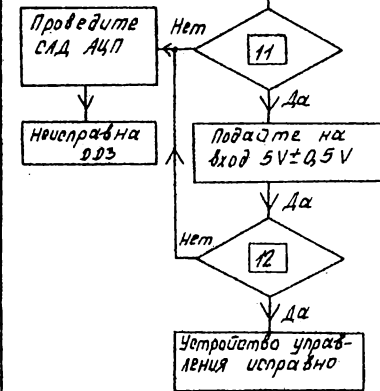 Проведите
СЛД АЦП
Нет
11
Да
Неисправна
DD3
Подайте на
вход 5V±0,5V
Да
Нет
12
Да
Устройство управ-
ления исправно